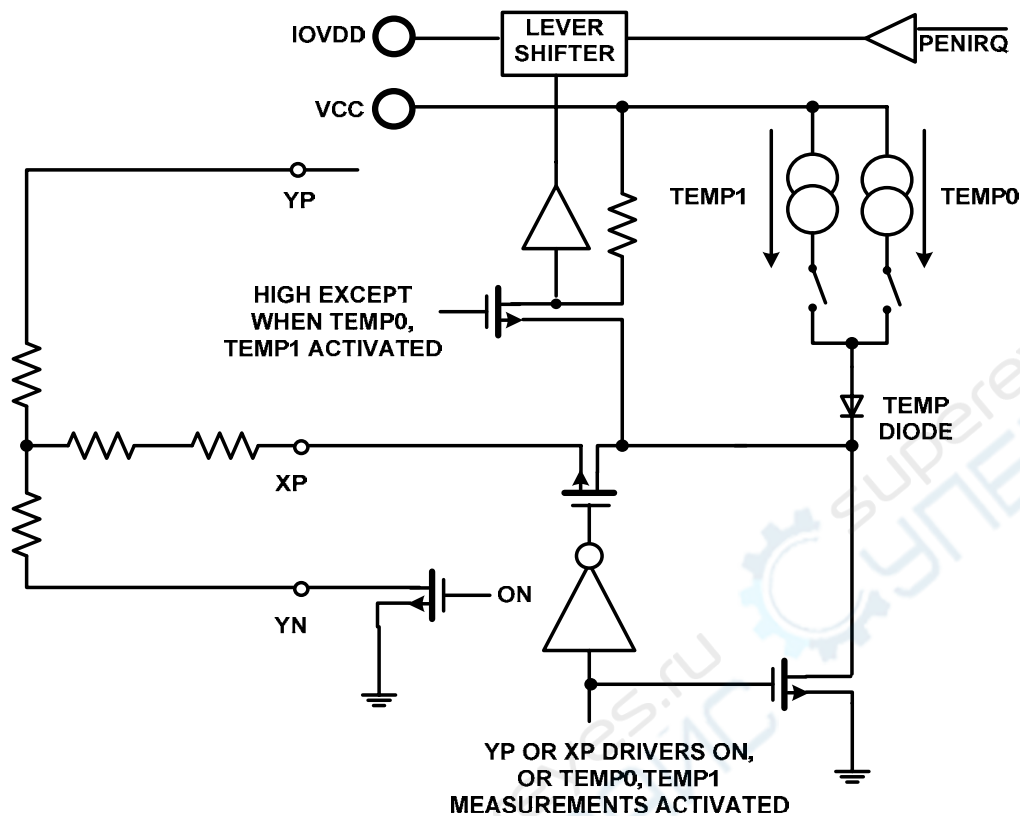 IOVDD
LEVER
SHIFTER
PENIRQ
VCC
YP
TEMP1
TEMP0
HIGH EXCEPT
WHEN TEMP0,
TEMP1 ACTIVATED
TEMP
DIODE
XP
YN
ON
YP OR XP DRIVERS ON,
OR TEMP0,TEMP1
MEASUREMENTS ACTIVATED